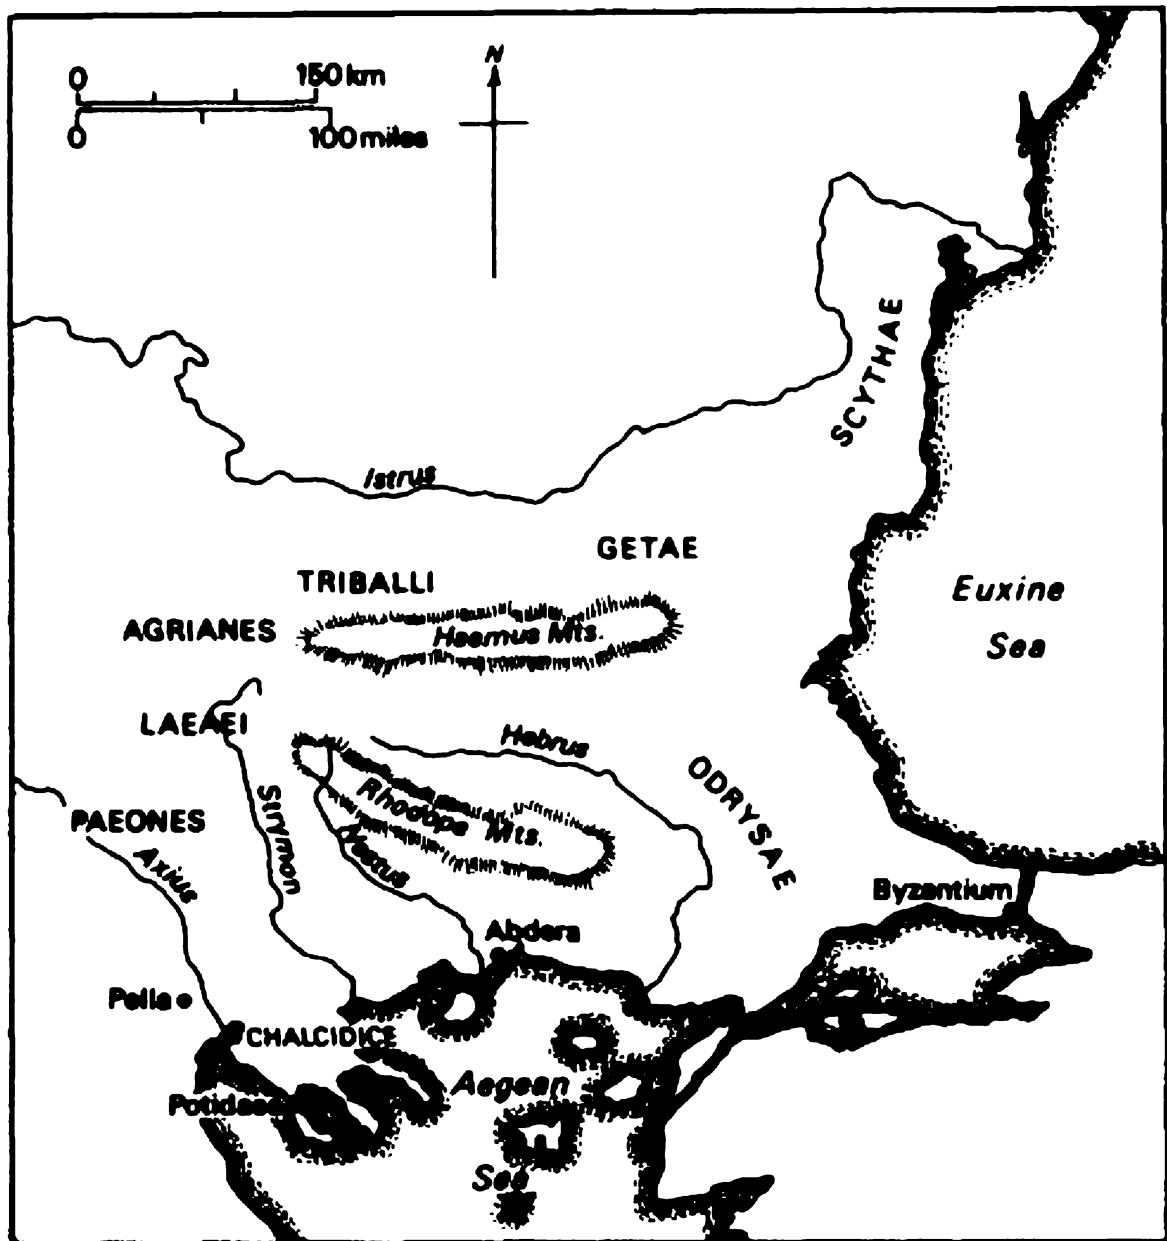 N
0 150 km
0 100 miles
SCYTHAE
Istrus
GETAE
TRIBALLI
Euxine
Sea
AGRIANES
Haemus Mts.
LAEAEI
Hebrus
ODRYSAE
Rhodope Mts.
Strymon
PAEONES
Nestus
Axius
Byzantium
Abdera
Pella
CHALCIDICE
Aegean
Potidaea
Sea